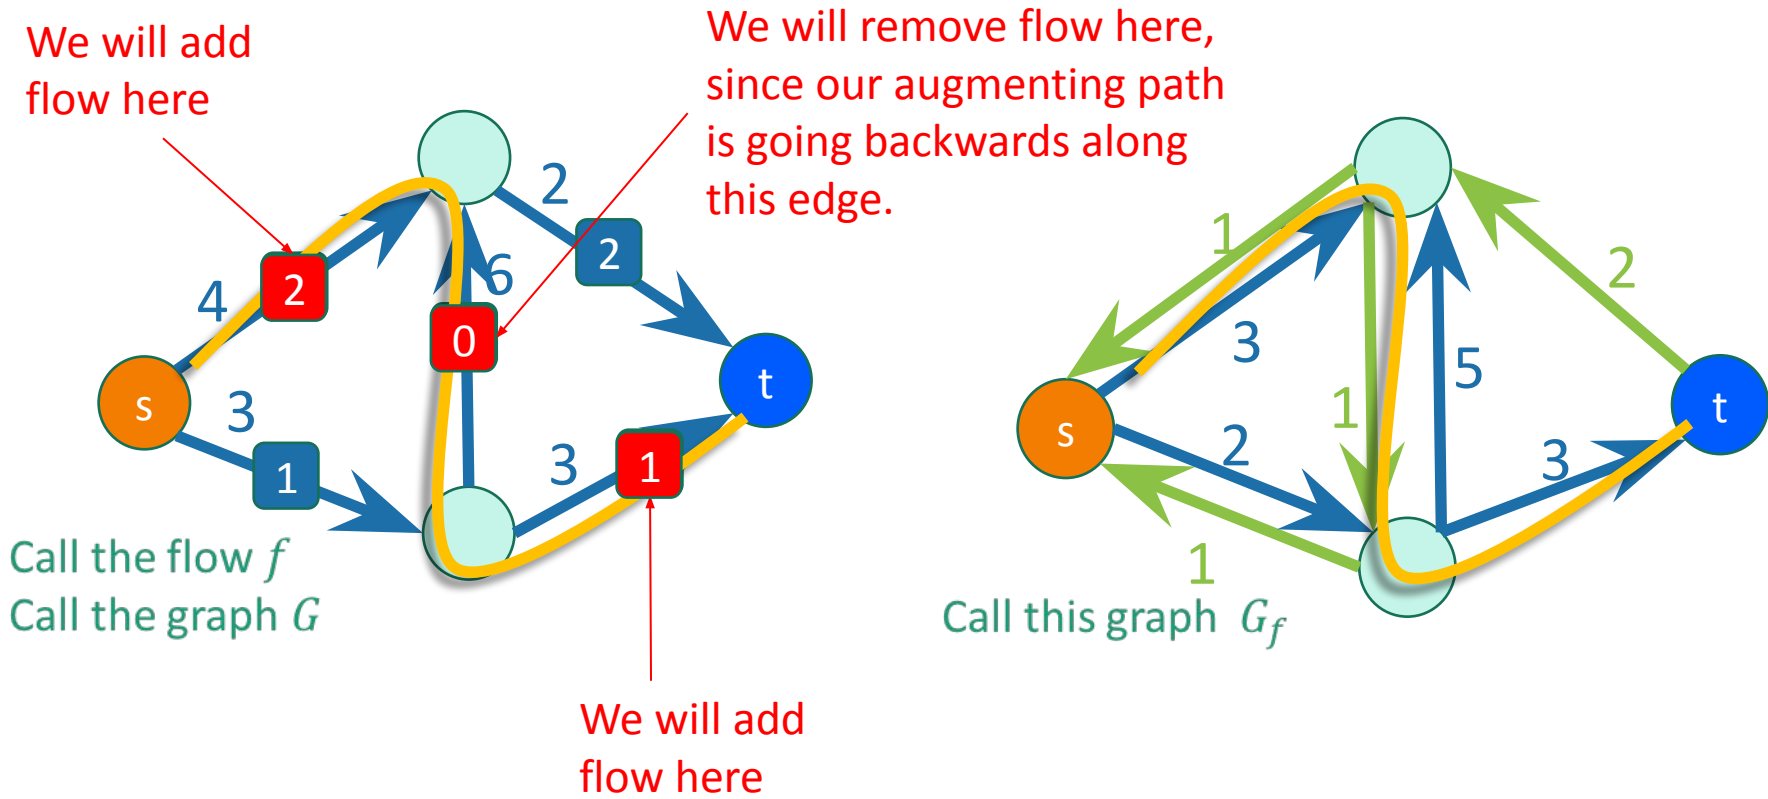 We will add
flow here
We will remove flow here,
since our augmenting path
is going backwards along
this edge.
2
2
4
2
6
0
3
1
3
1
s
t
Call the flow f
Call the graph G
We will add
flow here
1
3
2
1
5
2
3
1
s
t
Call this graph G_f